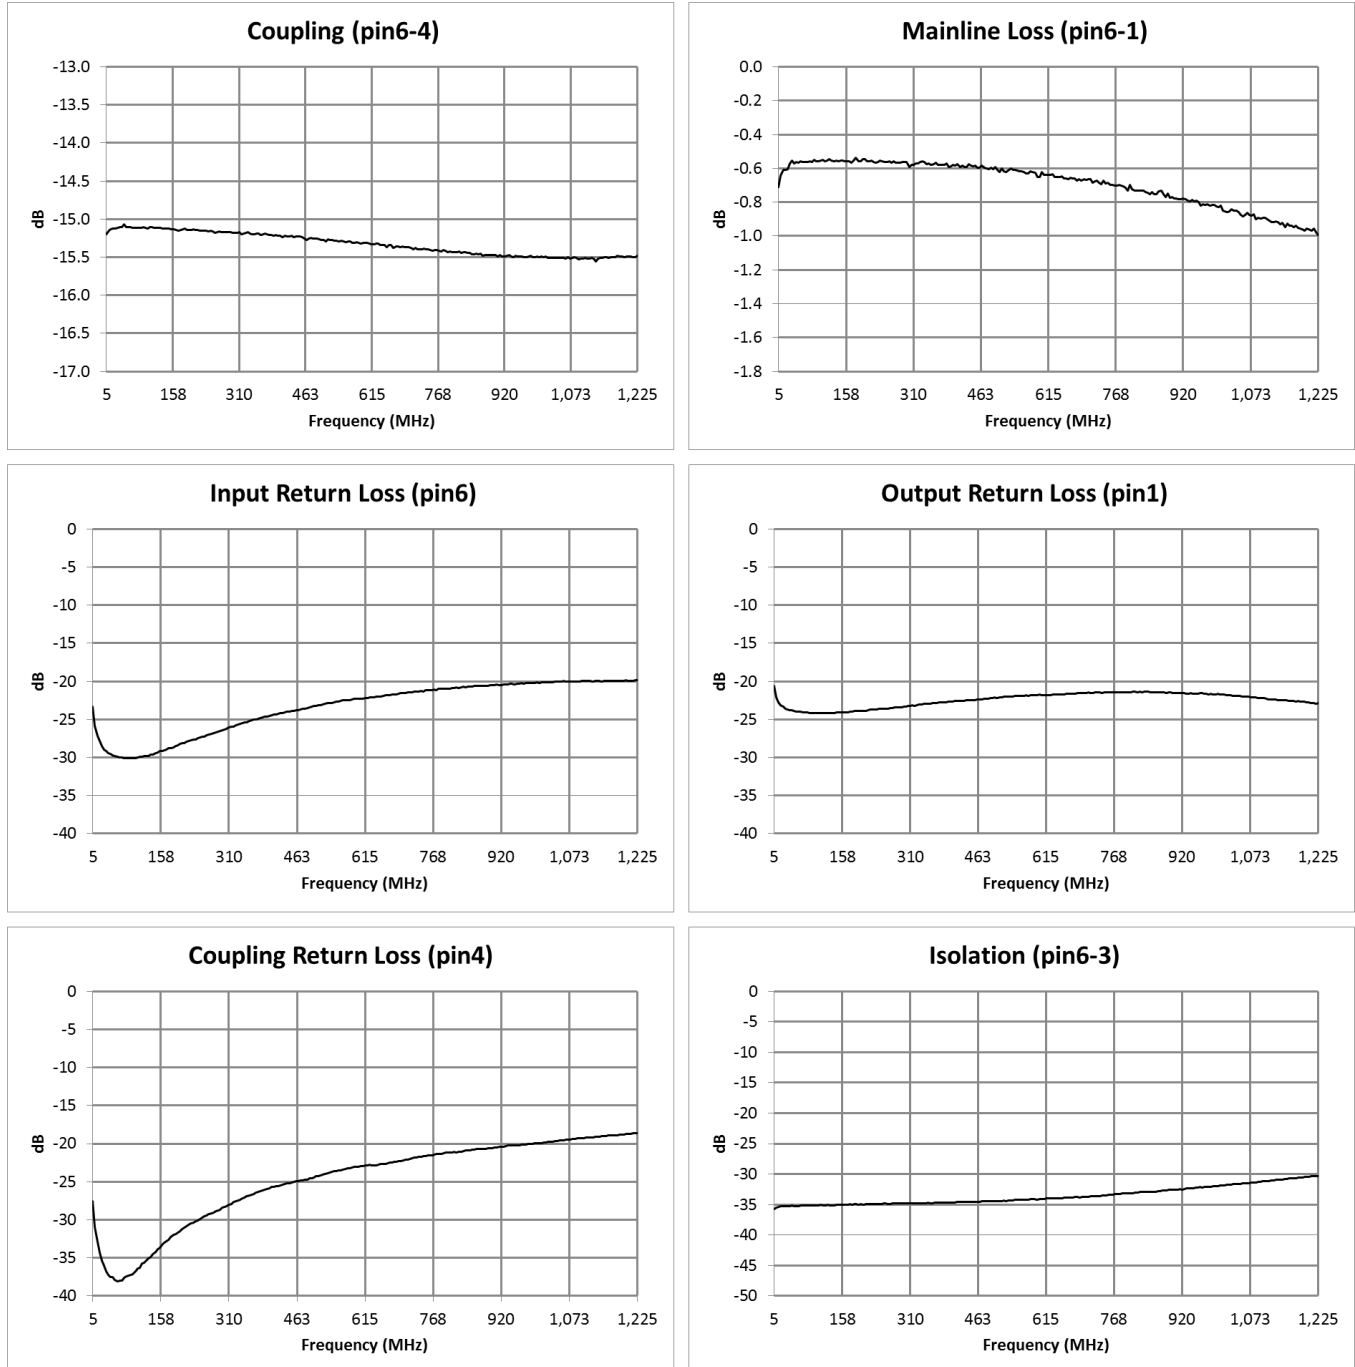 Coupling (pin6-4)
-13.0
-13.5
-14.0
-14.5
-15.0
-15.5
-16.0
-16.5
-17.0
dB
5 158 310 463 615 768 920 1,073 1,225
Frequency (MHz)
Mainline Loss (pin6-1)
0.0
-0.2
-0.4
-0.6
-0.8
-1.0
-1.2
-1.4
-1.6
-1.8
dB
5 158 310 463 615 768 920 1,073 1,225
Frequency (MHz)
Input Return Loss (pin6)
0
-5
-10
-15
-20
-25
-30
-35
-40
dB
5 158 310 463 615 768 920 1,073 1,225
Frequency (MHz)
Output Return Loss (pin1)
0
-5
-10
-15
-20
-25
-30
-35
-40
dB
5 158 310 463 615 768 920 1,073 1,225
Frequency (MHz)
Coupling Return Loss (pin4)
0
-5
-10
-15
-20
-25
-30
-35
-40
dB
5 158 310 463 615 768 920 1,073 1,225
Frequency (MHz)
Isolation (pin6-3)
0
-5
-10
-15
-20
-25
-30
-35
-40
-45
-50
dB
5 158 310 463 615 768 920 1,073 1,225
Frequency (MHz)